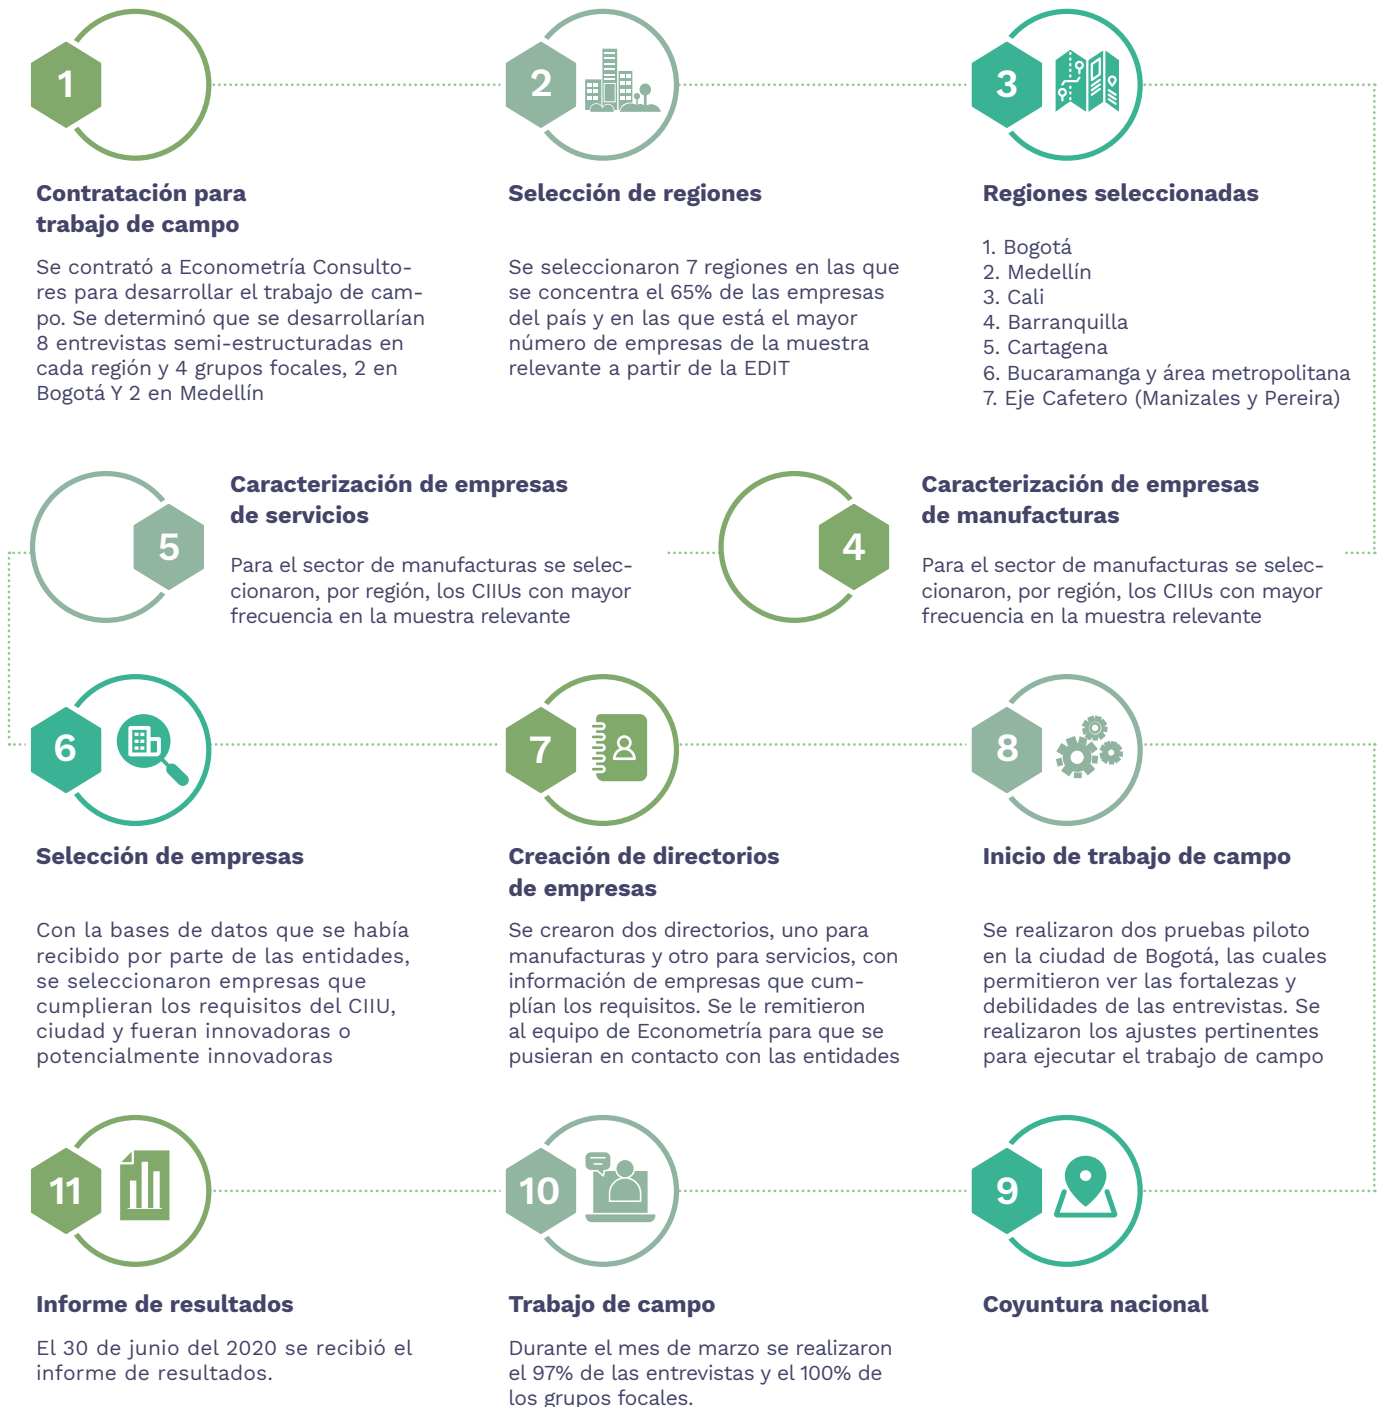 1
Contratación para
trabajo de campo
Se contrató a Econometría Consulto-
res para desarrollar el trabajo de cam-
po. Se determinó que se desarrollarían
8 entrevistas semi-estructuradas en
cada región y 4 grupos focales, 2 en
Bogotá Y 2 en Medellín
2
Selección de regiones
Se seleccionaron 7 regiones en las que
se concentra el 65% de las empresas
del país y en las que está el mayor
número de empresas de la muestra
relevante a partir de la EDIT
3
Regiones seleccionadas
1. Bogotá
2. Medellín
3. Cali
4. Barranquilla
5. Cartagena
6. Bucaramanga y área metropolitana
7. Eje Cafetero (Manizales y Pereira)
4
Caracterización de empresas
de manufacturas
Para el sector de manufacturas se selec-
cionaron, por región, los CIIUs con mayor
frecuencia en la muestra relevante
5
Caracterización de empresas
de servicios
Para el sector de manufacturas se selec-
cionaron, por región, los CIIUs con mayor
frecuencia en la muestra relevante
6
Selección de empresas
Con la bases de datos que se había
recibido por parte de las entidades,
se seleccionaron empresas que
cumplieran los requisitos del CIIU,
ciudad y fueran innovadoras o
potencialmente innovadoras
7
Creación de directorios
de empresas
Se crearon dos directorios, uno para
manufacturas y otro para servicios, con
información de empresas que cum-
plían los requisitos. Se le remitieron
al equipo de Econometría para que se
pusieran en contacto con las entidades
8
Inicio de trabajo de campo
Se realizaron dos pruebas piloto
en la ciudad de Bogotá, las cuales
permitieron ver las fortalezas y
debilidades de las entrevistas. Se
realizaron los ajustes pertinentes
para ejecutar el trabajo de campo
9
Coyuntura nacional
10
Trabajo de campo
Durante el mes de marzo se realizaron
el 97% de las entrevistas y el 100% de
los grupos focales.
11
Informe de resultados
El 30 de junio del 2020 se recibió el
informe de resultados.